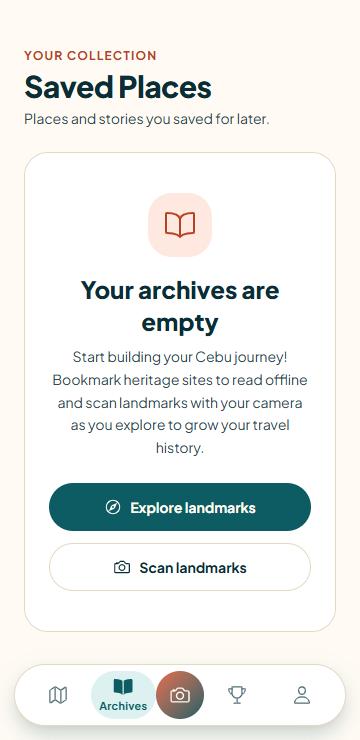 YOUR COLLECTION
Saved Places
Places and stories you saved for later.
Your archives are
empty
Start building your Cebu journey!
Bookmark heritage sites to read offline
and scan landmarks with your camera
as you explore to grow your travel
history.
Explore landmarks
Scan landmarks
Archives